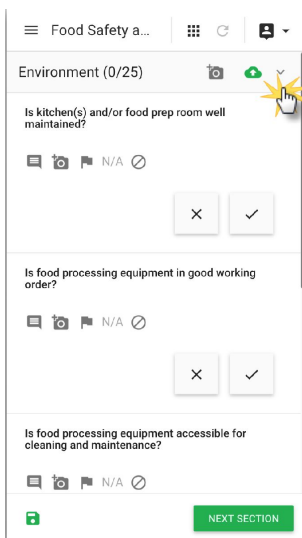 Food Safety a...
Environment (0/25)
Is kitchen(s) and/or food prep room well
maintained?
N/A
Is food processing equipment in good working
order?
N/A
Is food processing equipment accessible for
cleaning and maintenance?
N/A
NEXT SECTION